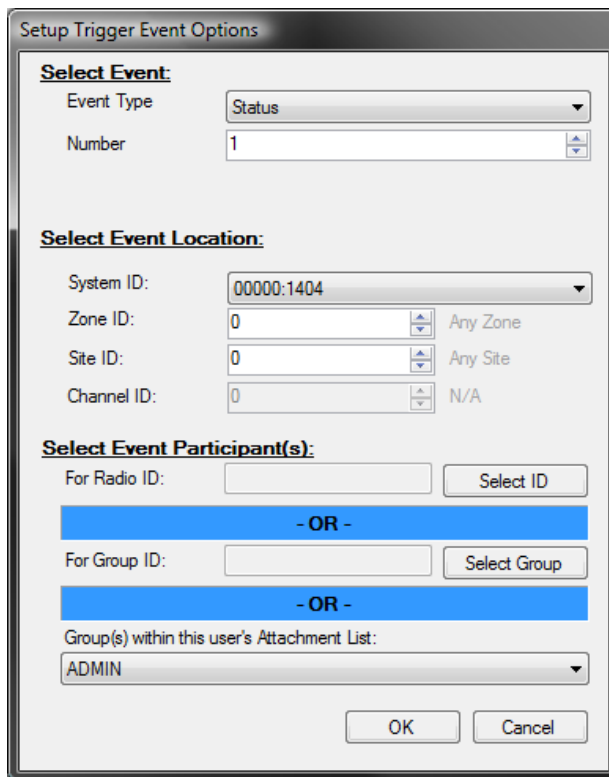 Setup Trigger Event Options
Select Event:
Event Type Status
Number 1
Select Event Location:
System ID: 00000:1404
Zone ID: 0 Any Zone
Site ID: 0 Any Site
Channel ID: 0 N/A
Select Event Participant(s):
For Radio ID: Select ID
- OR -
For Group ID: Select Group
- OR -
Group(s) within this user's Attachment List:
ADMIN
OK Cancel